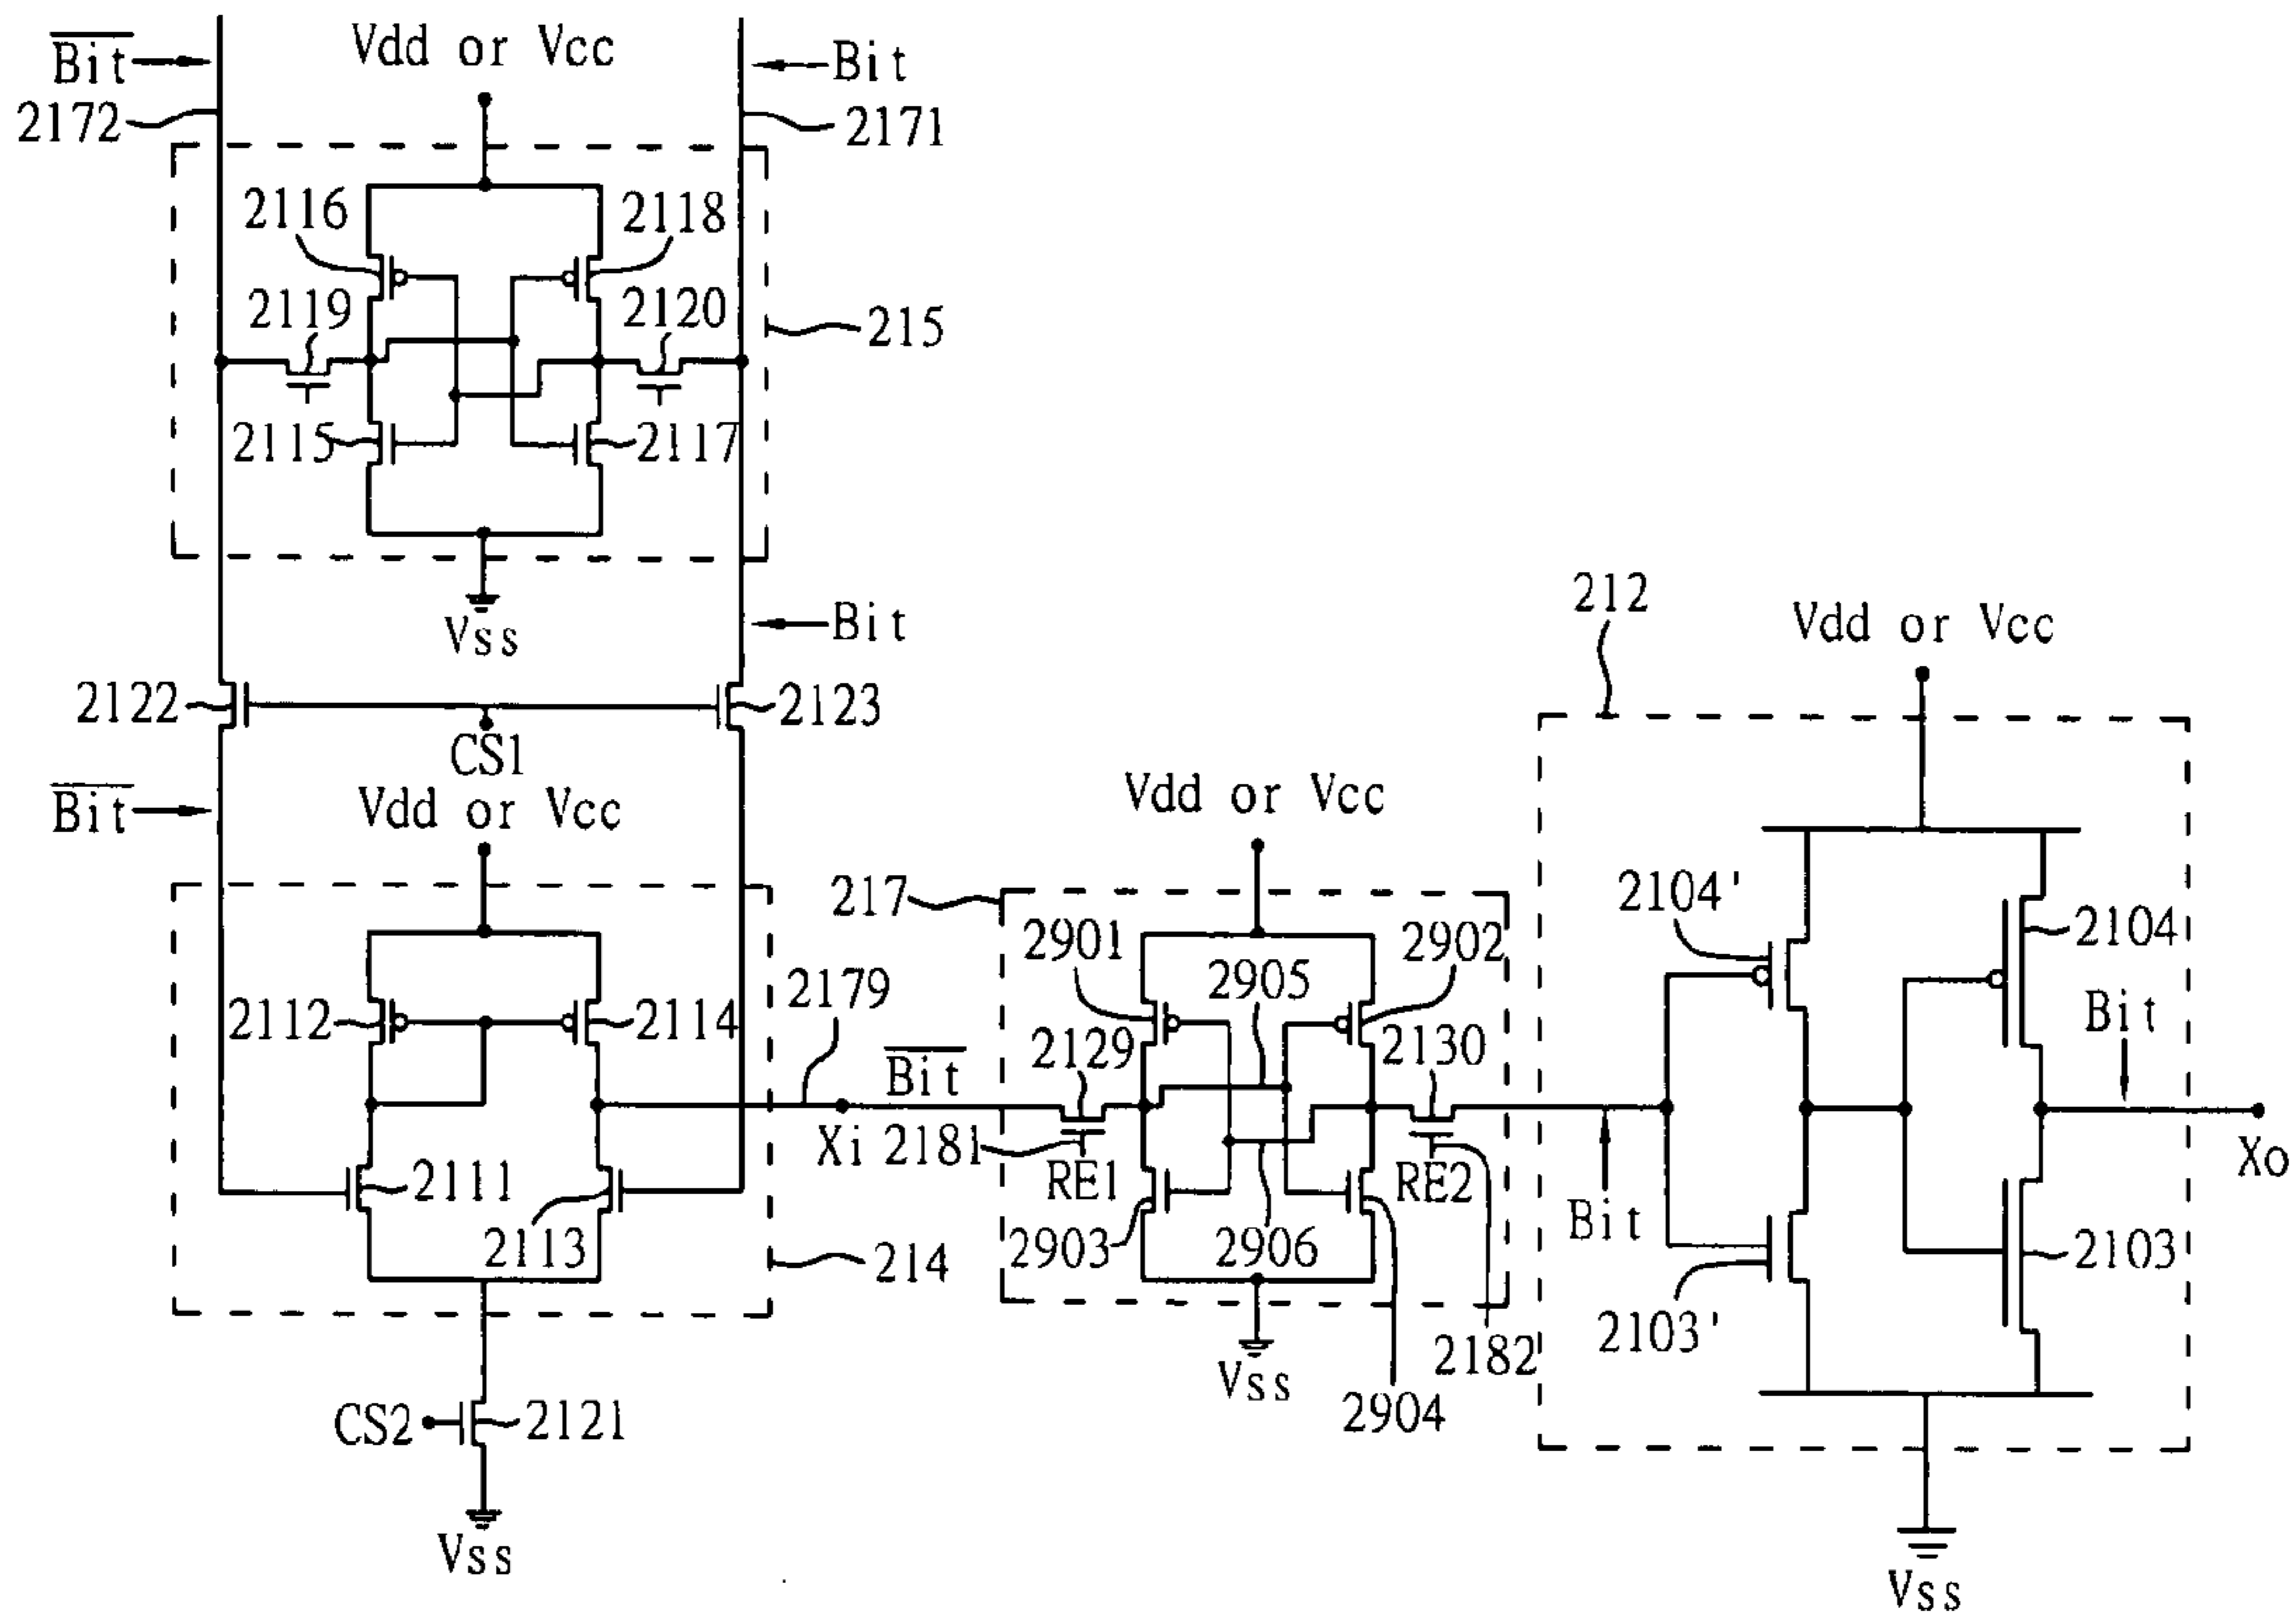 Bit
Vdd or Vcc
Bit
2172
2171
2116
2118
2119
2120
215
2115
2117
Vss
Bit
2122
CS1
2123
Bit
Vdd or Vcc
2112
2114
2111
2113
214
CS2
2121
Vss
2179
Bit
Xi
217
Vdd or Vcc
2901
2902
2905
2129
2130
2181
RE1
RE2
2903
2906
2182
2904
Vss
212
Vdd or Vcc
2104'
2104
Bit
Bit
2103
2103'
Xo
Vss